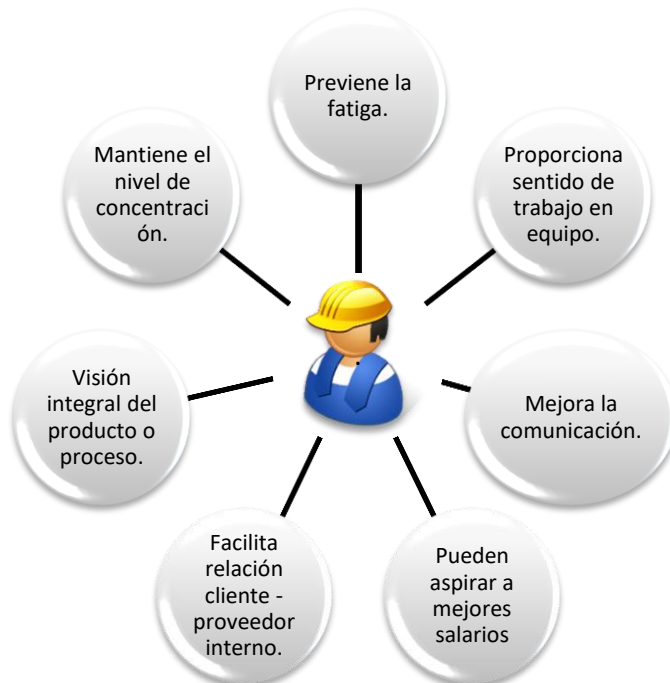 Previene la
fatiga.
Proporciona
sentido de
trabajo en
equipo.
Mejora la
comunicación.
Pueden
aspirar a
mejores
salarios
Facilita
relación
cliente -
proveedor
interno.
Visión
integral del
producto o
proceso.
Mantiene el
nivel de
concentraci
ón.